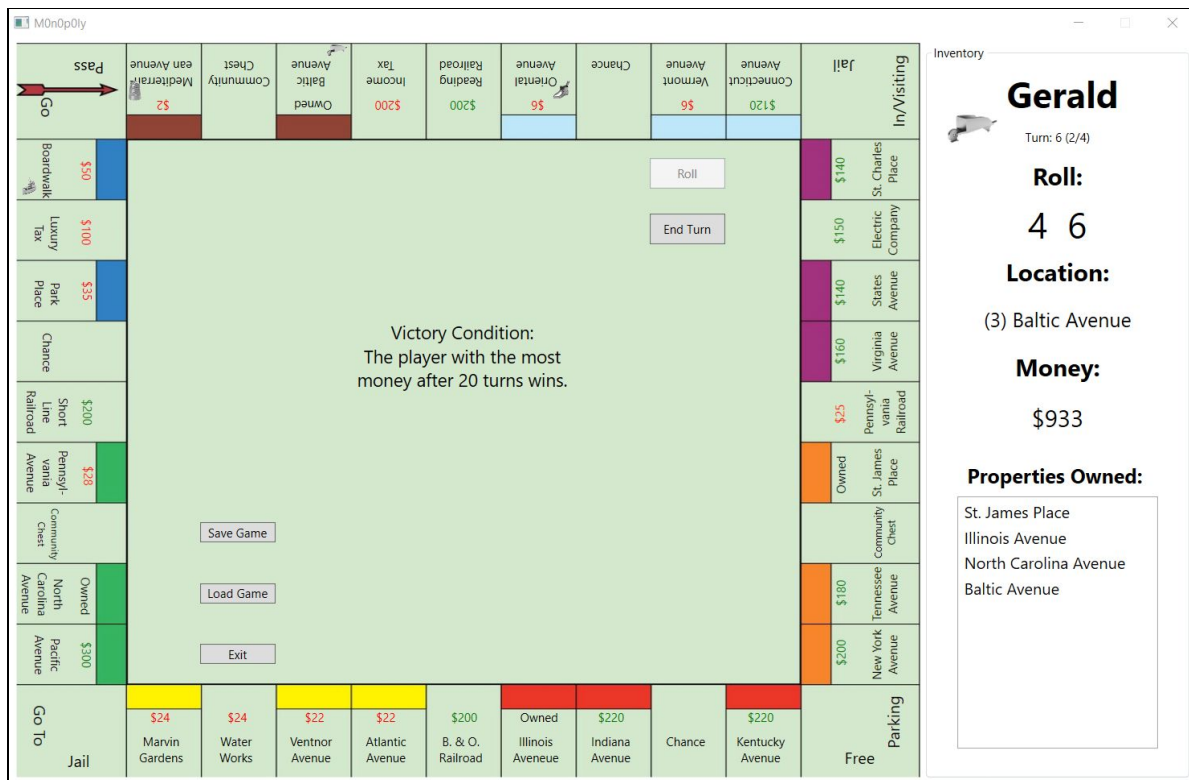 M0n0p0ly
Pass
Go
$2
Mediterran-
ean Avenue
Community
Chest
Owned
Baltic
Avenue
$200
Income
Tax
$200
Reading
Railroad
$6
Oriental
Avenue
Chance
$6
Vermont
Avenue
$120
Connecticut
Avenue
In/Visiting
Jail
$140
St. Charles
Place
$150
Electric
Company
$140
States
Avenue
$160
Virginia
Avenue
$25
Pennsyl-
vania
Railroad
Owned
St. James
Place
Community
Chest
$180
Tennessee
Avenue
$200
New York
Avenue
Free
Parking
$220
Kentucky
Avenue
Chance
$220
Indiana
Avenue
Owned
Illinois
Aveneue
$200
B. & O.
Railroad
$22
Atlantic
Avenue
$22
Ventnor
Avenue
$24
Water
Works
$24
Marvin
Gardens
Go To
Jail
$300
Pacific
Avenue
Owned
North
Carolina
Avenue
Community
Chest
$28
Pennsyl-
vania
Avenue
$200
Short
Line
Railroad
Chance
$35
Park
Place
$100
Luxury
Tax
$50
Boardwalk
Roll
End Turn
Victory Condition:
The player with the most
money after 20 turns wins.
Save Game
Load Game
Exit
Inventory
Gerald
Turn: 6 (2/4)
Roll:
4 6
Location:
(3) Baltic Avenue
Money:
$933
Properties Owned:
St. James Place
Illinois Avenue
North Carolina Avenue
Baltic Avenue